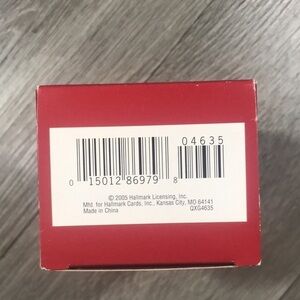 04635
0 15012 86979 8
© 2005 Hallmark Licensing, Inc.
Mfd. for Hallmark Cards, Inc., Kansas City, MO 64141
Made in China QXG4635